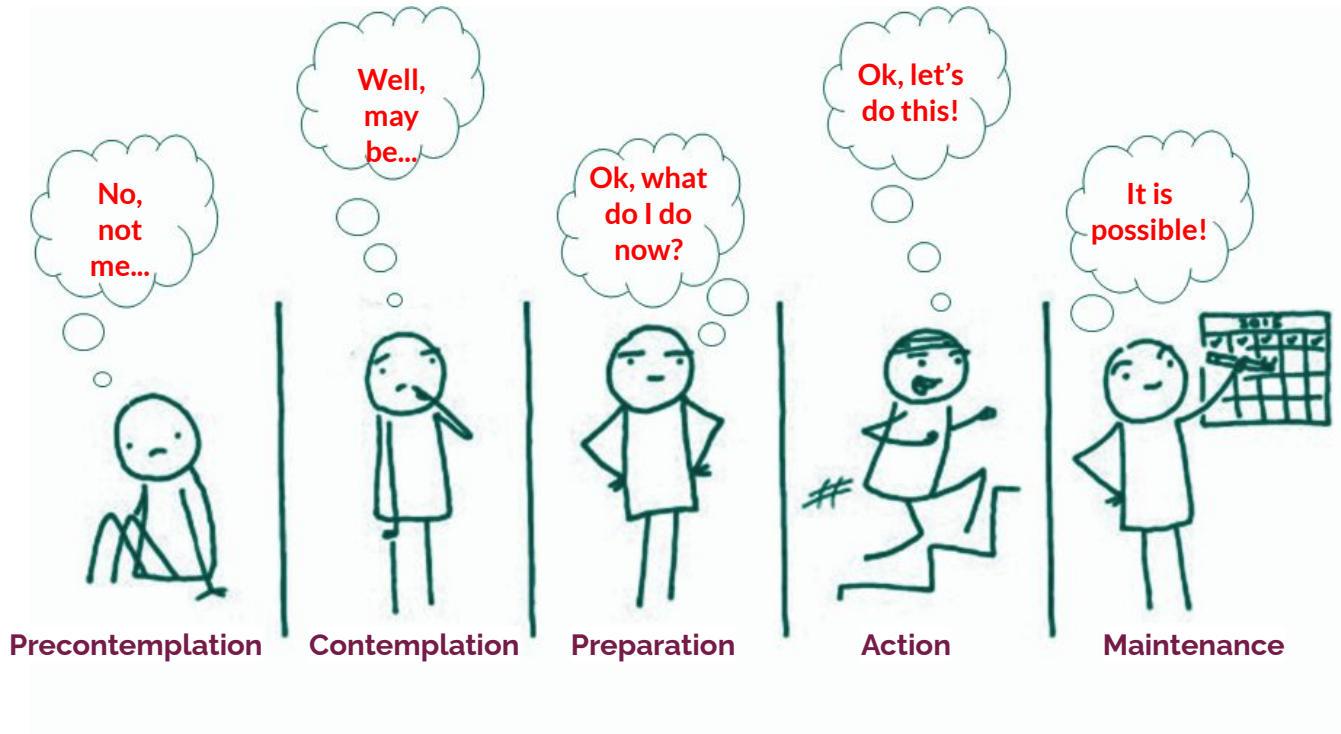 No,
not
me...
Well,
may
be...
Ok, what
do I do
now?
Ok, let’s
do this!
It is
possible!
2015
Precontemplation
Contemplation
Preparation
Action
Maintenance